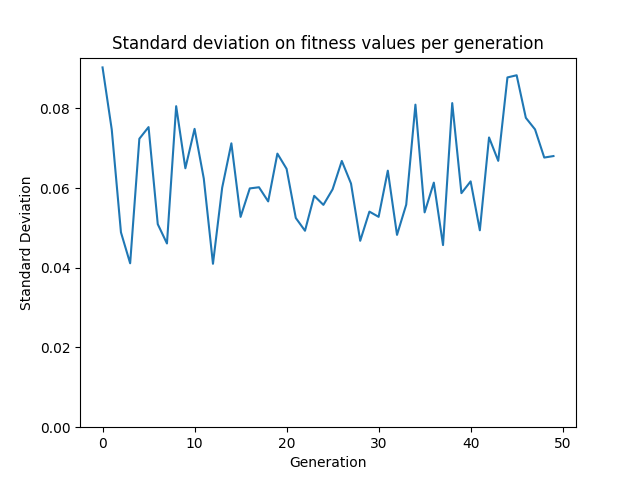 Standard deviation on fitness values per generation
0.08
0.06
0.04
0.02
0.00
Standard Deviation
0 10 20 30 40 50
Generation